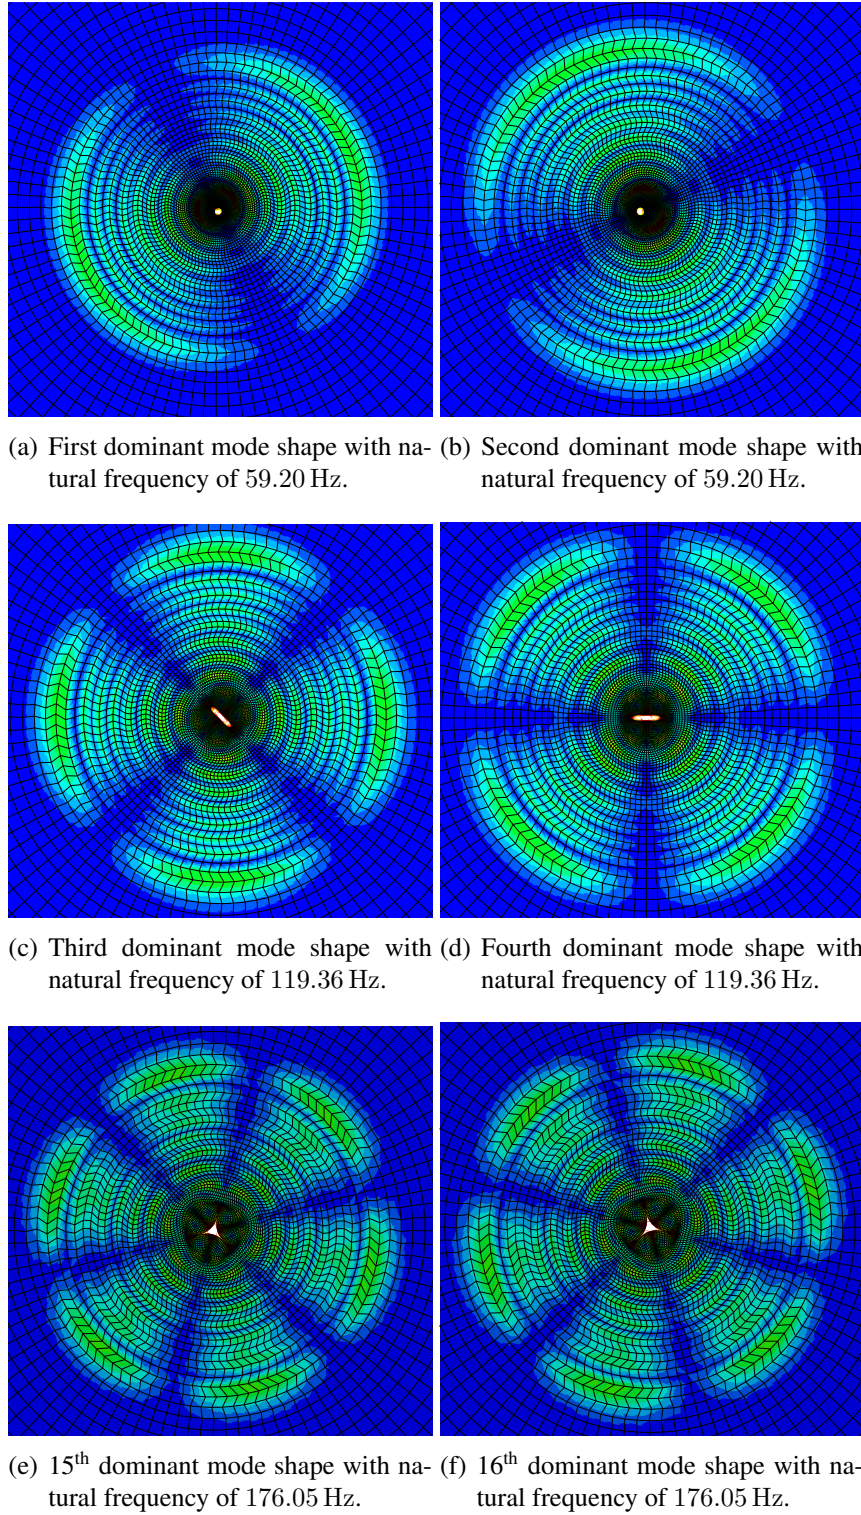 (a) First dominant mode shape with na-
tural frequency of 59.20 Hz.
(b) Second dominant mode shape with
natural frequency of 59.20 Hz.
(c) Third dominant mode shape with
natural frequency of 119.36 Hz.
(d) Fourth dominant mode shape with
natural frequency of 119.36 Hz.
(e) 15th dominant mode shape with na-
tural frequency of 176.05 Hz.
(f) 16th dominant mode shape with na-
tural frequency of 176.05 Hz.